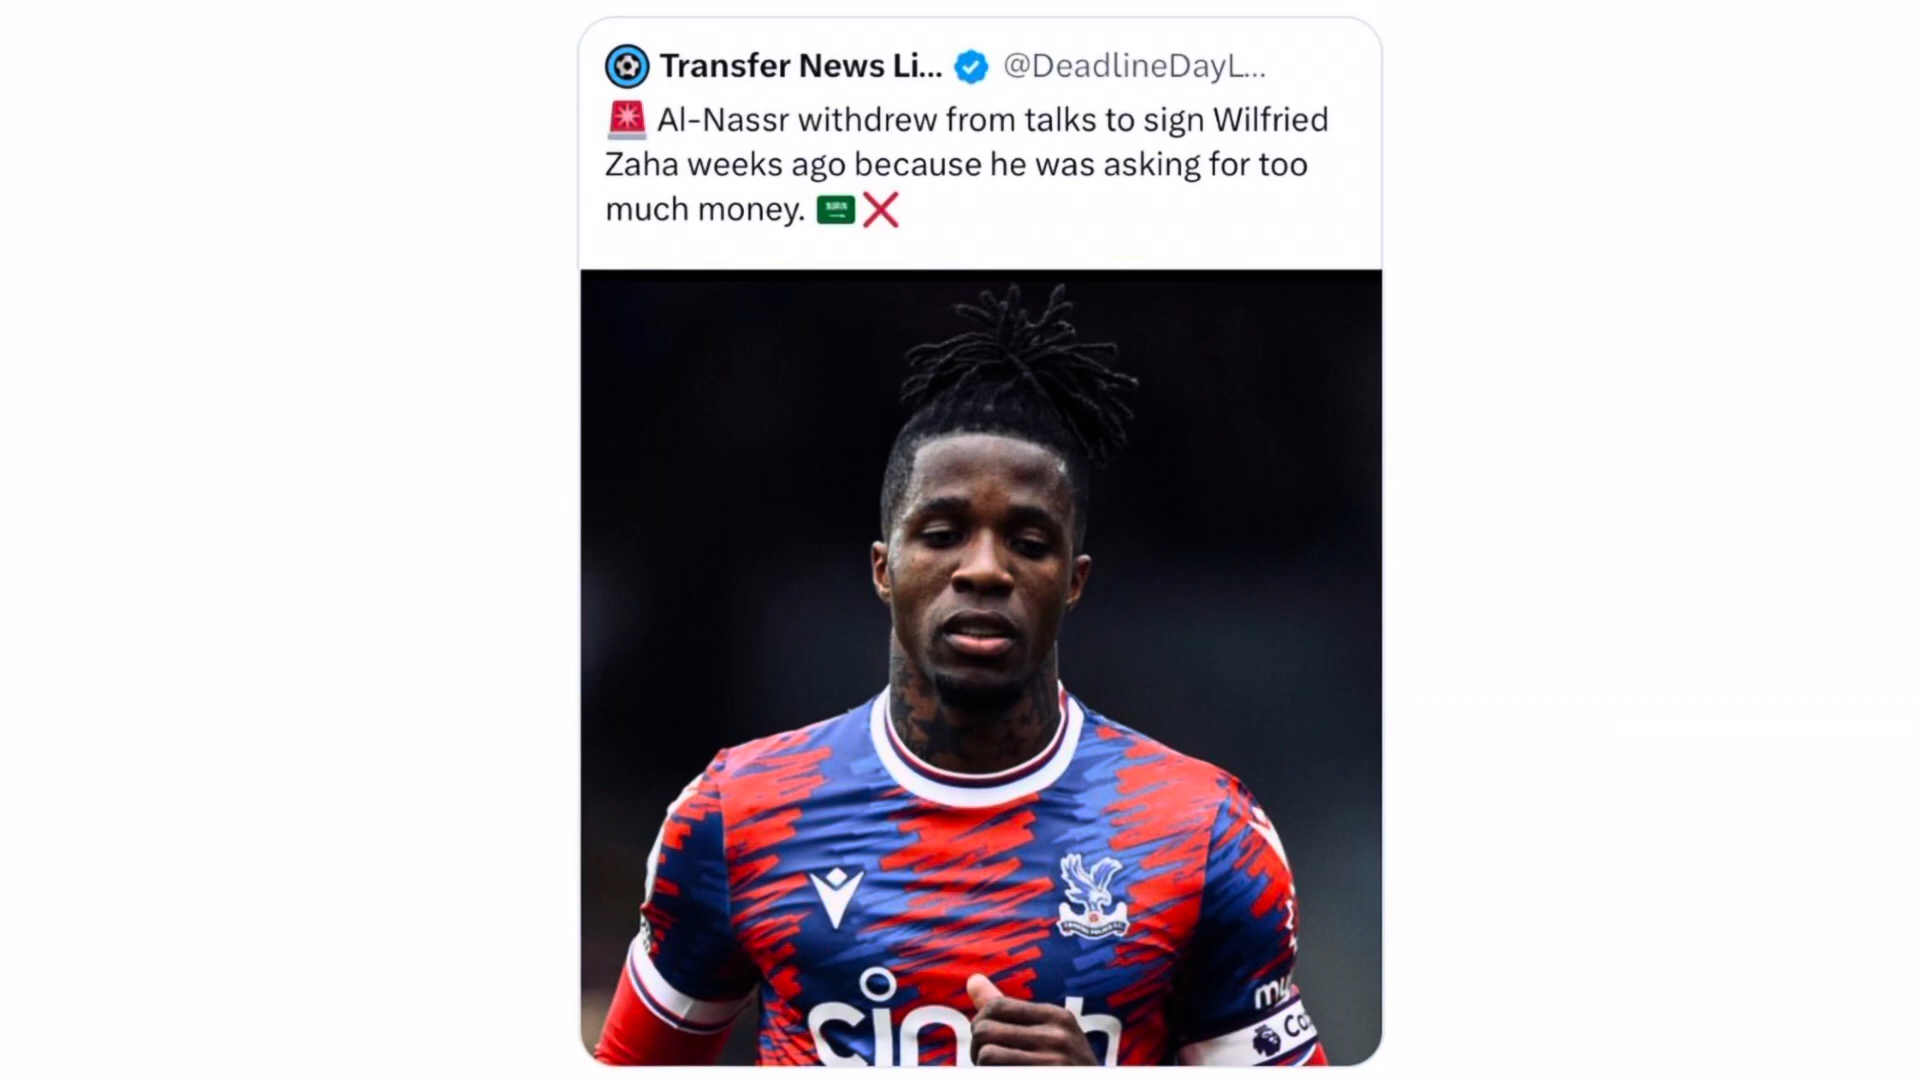 Transfer News Li... @DeadlineDayL...
🚨 Al-Nassr withdrew from talks to sign Wilfried
Zaha weeks ago because he was asking for too
much money. 🇸🇦❌
my